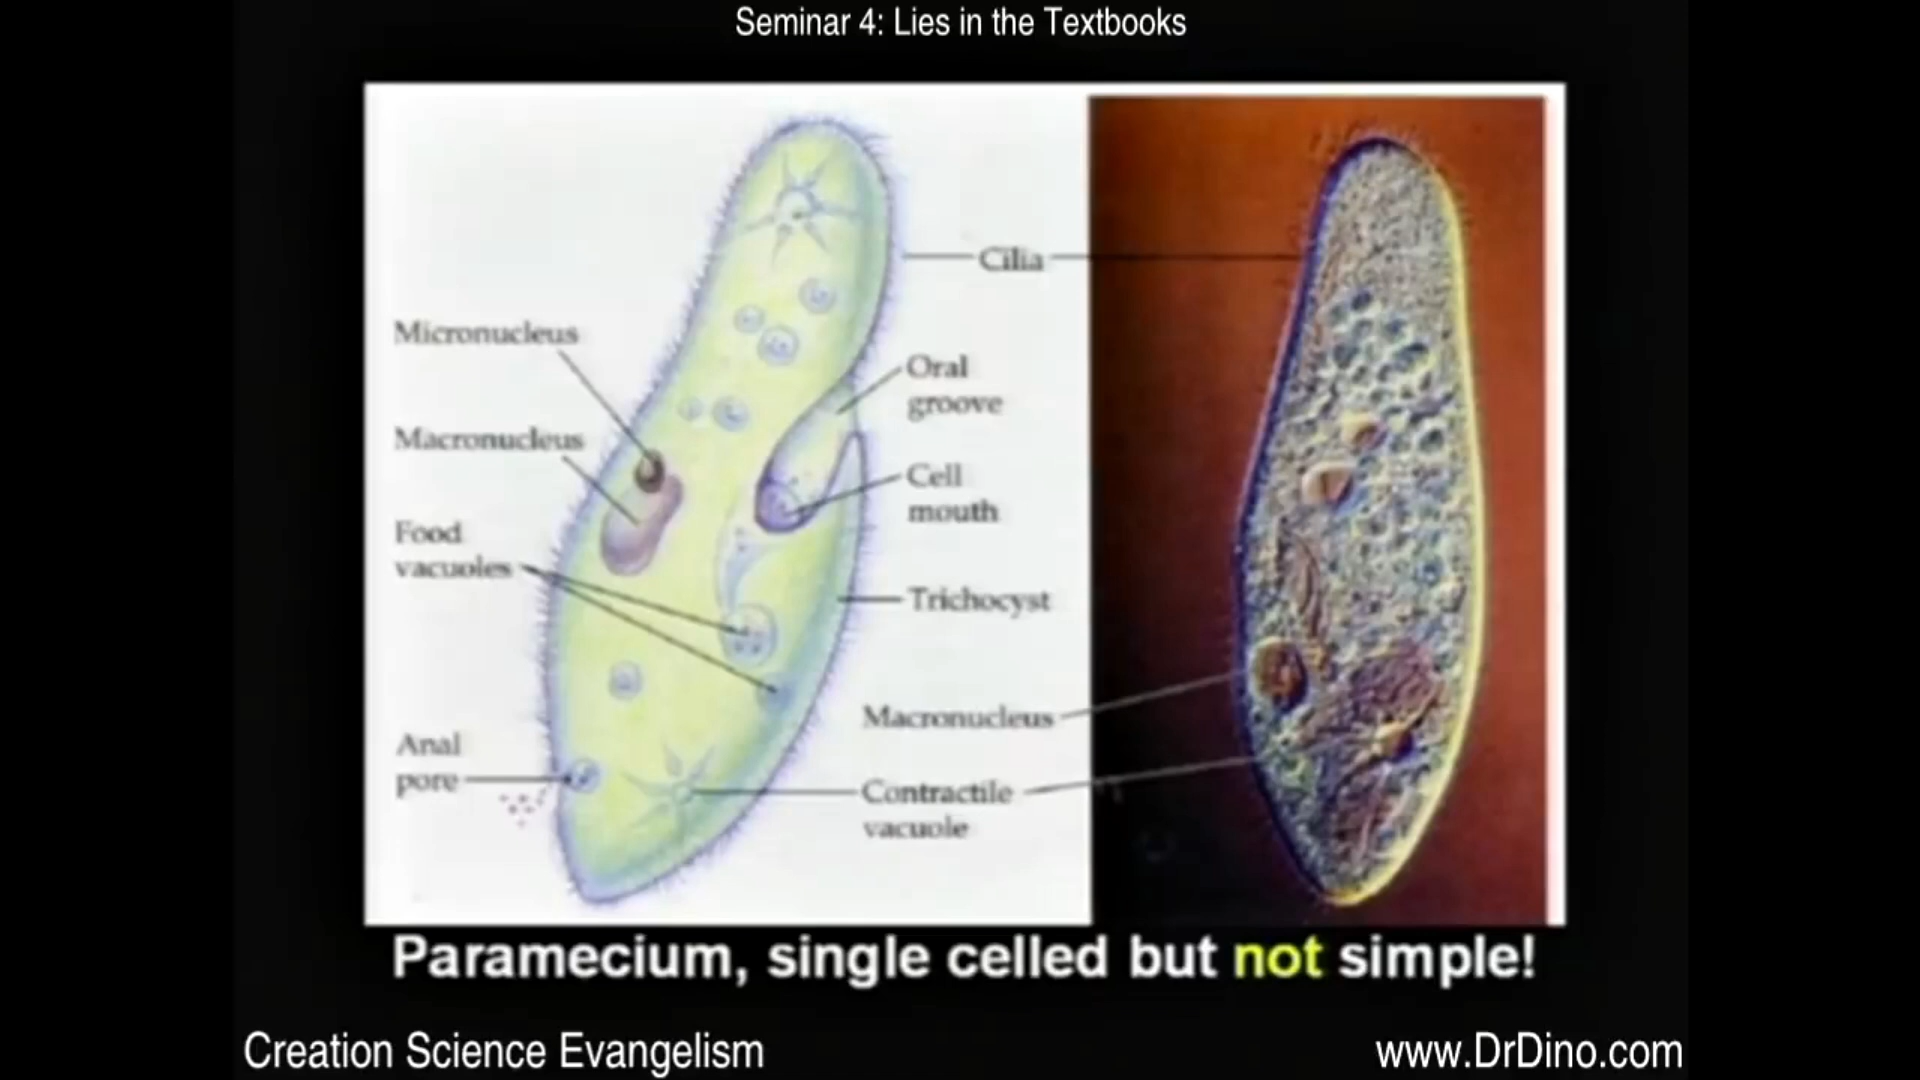 Seminar 4: Lies in the Textbooks
Cilia
Micronucleus
Oral
groove
Macronucleus
Cell
mouth
Food
vacuoles
Trichocyst
Macronucleus
Anal
pore
Contractile
vacuole
Paramecium, single celled but not simple!
Creation Science Evangelism
www.DrDino.com